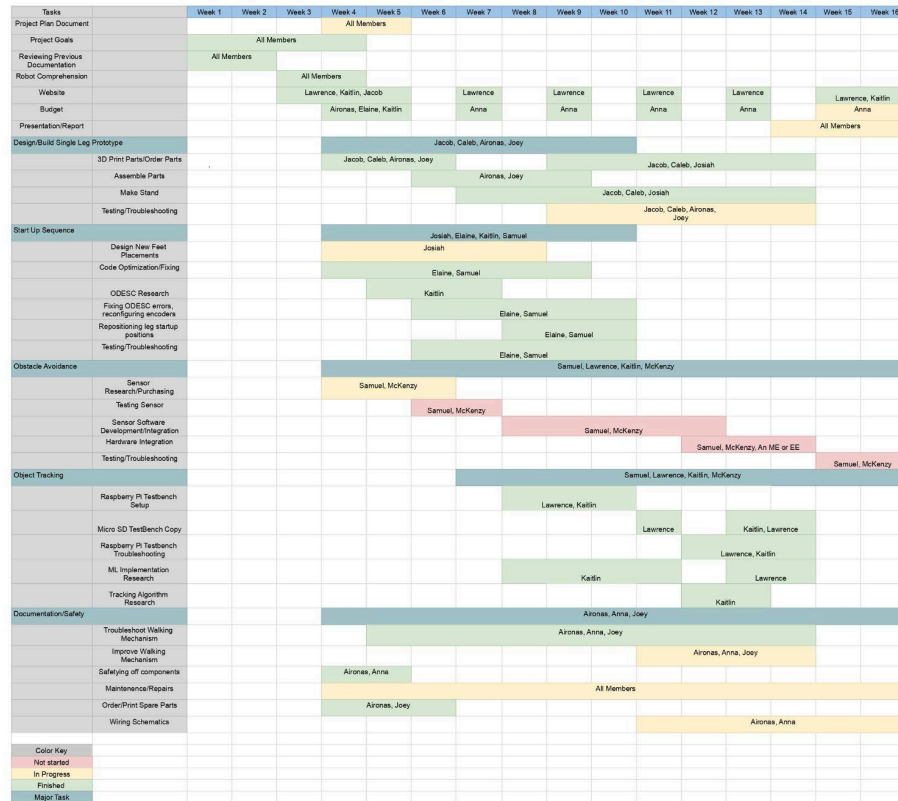 Tasks Week 1 Week 2 Week 3 Week 4 Week 5 Week 6 Week 7 Week 8 Week 9 Week 10 Week 11 Week 12 Week 13 Week 14 Week 15 Week 16
Project Plan Document All Members
Project Goals All Members
Reviewing Previous
Documentation
All Members
Robot Comprehension All Members
Website Lawrence, Kaitlin, Jacob Lawrence Lawrence Lawrence Lawrence Lawrence, Kaitlin
Budget Aironas, Elaine, Kaitlin Anna Anna Anna Anna Anna
Presentation/Report All Members
Design/Build Single Leg Prototype Jacob, Caleb, Aironas, Joey
3D Print Parts/Order Parts Jacob, Caleb, Aironas, Joey Jacob, Caleb, Josiah
Assemble Parts Aironas, Joey
Make Stand Jacob, Caleb, Josiah
Testing/Troubleshooting Jacob, Caleb, Aironas,
Joey
Start Up Sequence Josiah, Elaine, Kaitlin, Samuel
Design New Feet
Placements
Josiah
Code Optimization/Fixing Elaine, Samuel
ODESC Research Kaitlin
Fixing ODESC errors,
reconfiguring encoders
Elaine, Samuel
Repositioning leg startup
positions
Elaine, Samuel
Testing/Troubleshooting Elaine, Samuel
Obstacle Avoidance Samuel, Lawrence, Kaitlin, McKenzy
Sensor
Research/Purchasing
Samuel, McKenzy
Testing Sensor Samuel, McKenzy
Sensor Software
Development/Integration
Samuel, McKenzy
Hardware Integration Samuel, McKenzy, An ME or EE
Testing/Troubleshooting Samuel, McKenzy
Object Tracking Samuel, Lawrence, Kaitlin, McKenzy
Raspberry Pi Testbench
Setup
Lawrence, Kaitlin
Micro SD TestBench Copy Lawrence Kaitlin, Lawrence
Raspberry Pi Testbench
Troubleshooting
Lawrence, Kaitlin
ML Implementation
Research
Kaitlin Lawrence
Tracking Algorithm
Research
Kaitlin
Documentation/Safety Aironas, Anna, Joey
Troubleshoot Walking
Mechanism
Aironas, Anna, Joey
Improve Walking
Mechanism
Aironas, Anna, Joey
Safetying off components Aironas, Anna
Maintenence/Repairs All Members
Order/Print Spare Parts Aironas, Joey
Wiring Schematics Aironas, Anna
Color Key
Not started
In Progress
Finished
Major Task